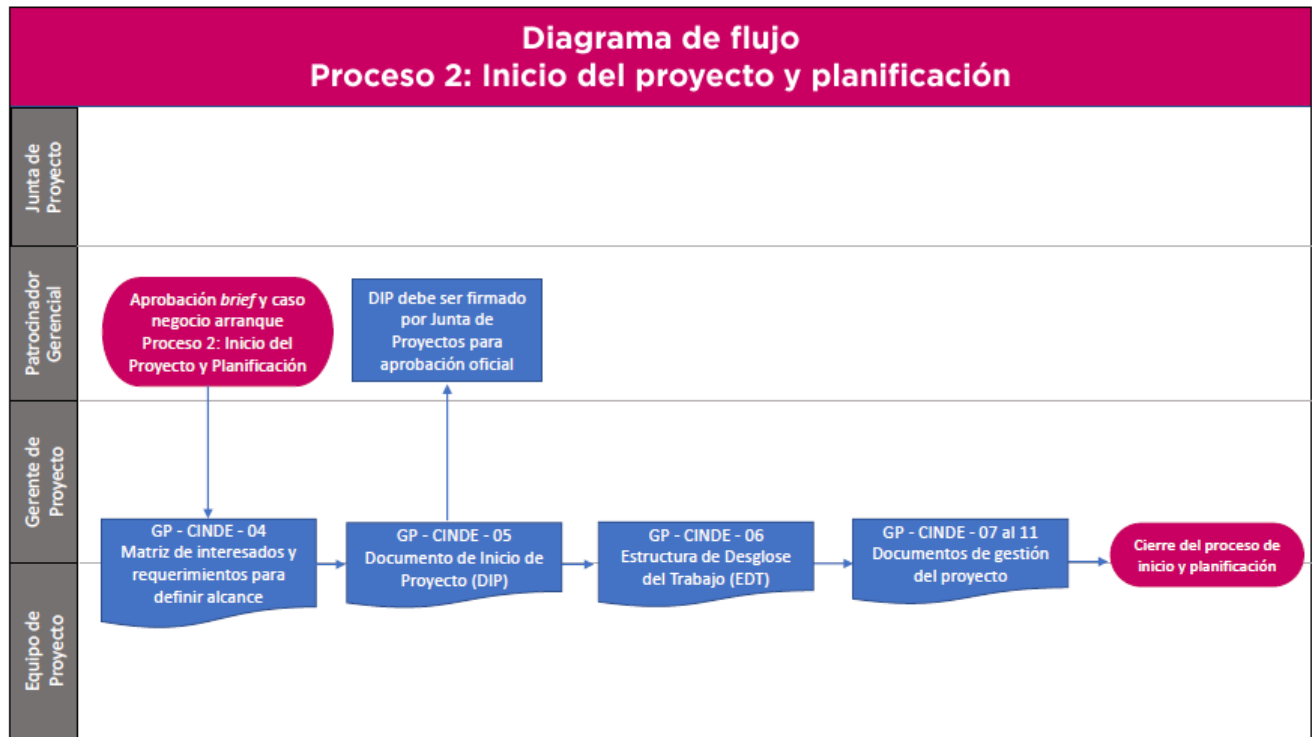 Diagrama de flujo
Proceso 2: Inicio del proyecto y planificación
Junta de
Proyecto
Patrocinador
Gerencial
Aprobación brief y caso
negocio arranque
Proceso 2: Inicio del
Proyecto y Planificación
DIP debe ser firmado
por Junta de
Proyectos para
aprobación oficial
Gerente de
Proyecto
GP - CINDE - 04
Matriz de interesados y
requerimientos para
definir alcance
GP - CINDE - 05
Documento de Inicio de
Proyecto (DIP)
GP - CINDE - 06
Estructura de Desglose
del Trabajo (EDT)
GP - CINDE - 07 al 11
Documentos de gestión
del proyecto
Cierre del proceso de
inicio y planificación
Equipo de
Proyecto